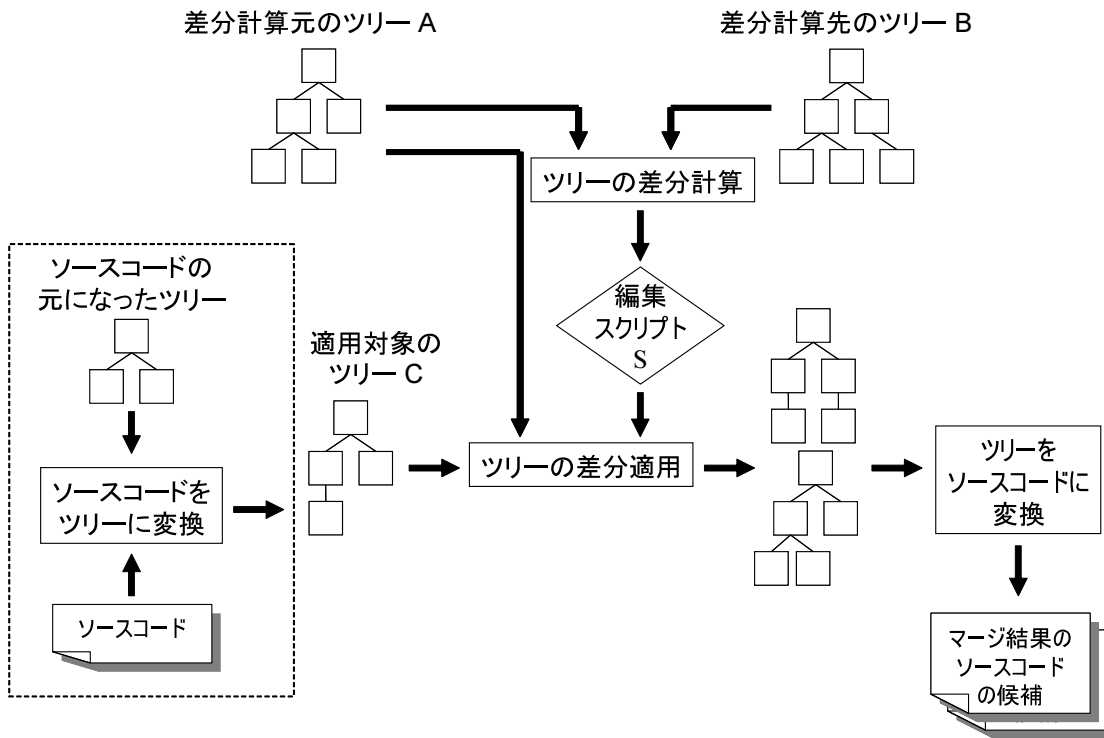 差分計算元のツリー A
差分計算先のツリー B
ツリーの差分計算
編集
スクリプト
S
ソースコードの
元になったツリー
適用対象の
ツリー C
ソースコードを
ツリーに変換
ソースコード
ツリーの差分適用
ツリーを
ソースコードに
変換
マージ結果の
ソースコード
の候補